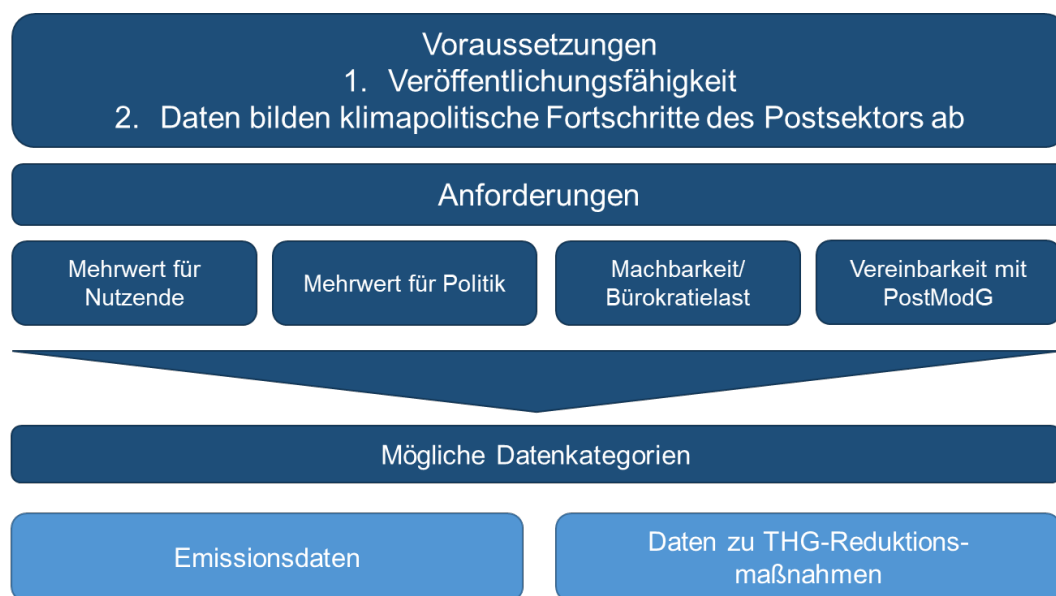 Voraussetzungen
1. Veröffentlichungsfähigkeit
2. Daten bilden klimapolitische Fortschritte des Postsektors ab
Anforderungen
Mehrwert für
Nutzende
Mehrwert für Politik
Machbarkeit/
Bürokratielast
Vereinbarkeit mit
PostModG
Mögliche Datenkategorien
Emissionsdaten
Daten zu THG-Reduktions-
maßnahmen